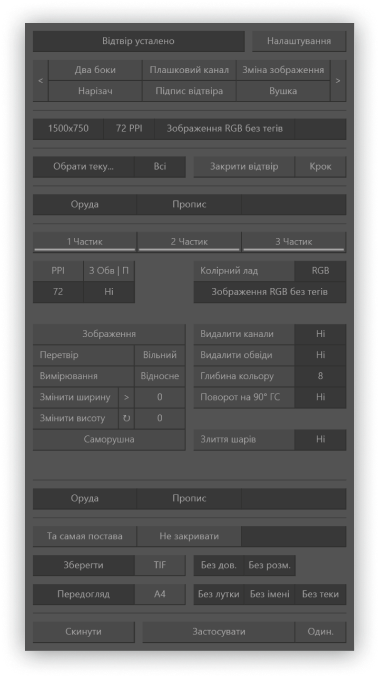 Відтвір усталено Налаштування
Два боки Плашковий канал Зміна зображення
< >
Нарізач Підпис відтвіра Вушка
1500x750 72 PPI Зображення RGB без тегів
Обрати теку... Всі Закрити відтвір Крок
Оруда Пропис
1 Частик 2 Частик 3 Частик
PPI З Обв | П Колірний лад RGB
72 Ні Зображення RGB без тегів
Зображення Видалити канали Ні
Перетвір Вільний Видалити обвіди Ні
Вимірювання Відносне Глибина кольору 8
Змінити ширину > 0 Поворот на 90° ГС Ні
Змінити висоту ↻ 0
Саморушна Злиття шарів Ні
Оруда Пропис
Та самая постава Не закривати
Зберегти TiF Без дов. Без розм.
Передогляд A4 Без лутки Без імені Без теки
Скинути Застосувати Один.